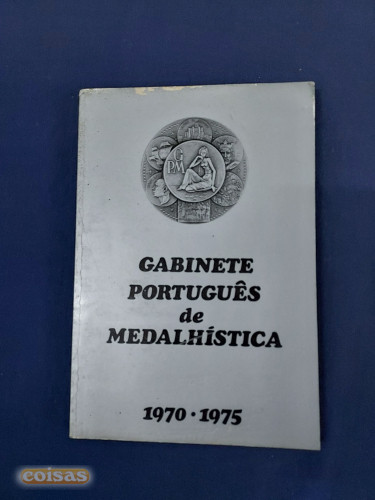 G
P.M
GABINETE
PORTUGUÊS
de
MEDALHÍSTICA
1970 · 1975
coisas